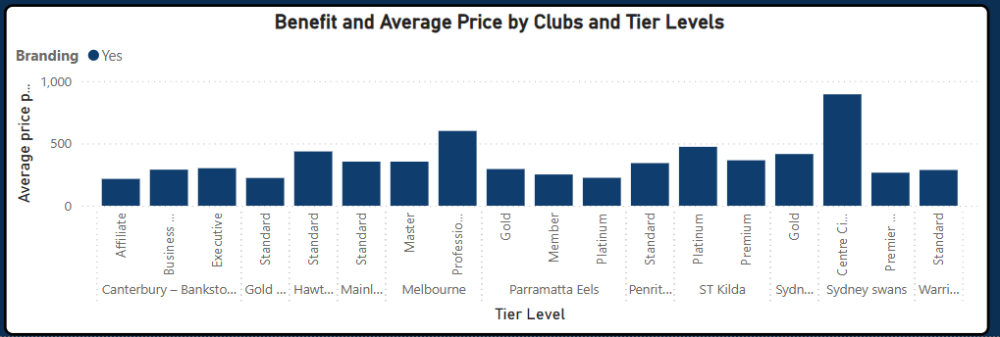 Benefit and Average Price by Clubs and Tier Levels
Branding Yes
Average price p...
1,000
500
0
Affiliate
Business ...
Executive
Standard
Standard
Standard
Master
Professio...
Gold
Member
Platinum
Standard
Platinum
Premium
Gold
Centre Ci...
Premier ...
Standard
Canterbury – Banksto... Gold ... Hawt... Mainl... Melbourne Parramatta Eels Penrit... ST Kilda Sydn... Sydney swans Warri...
Tier Level